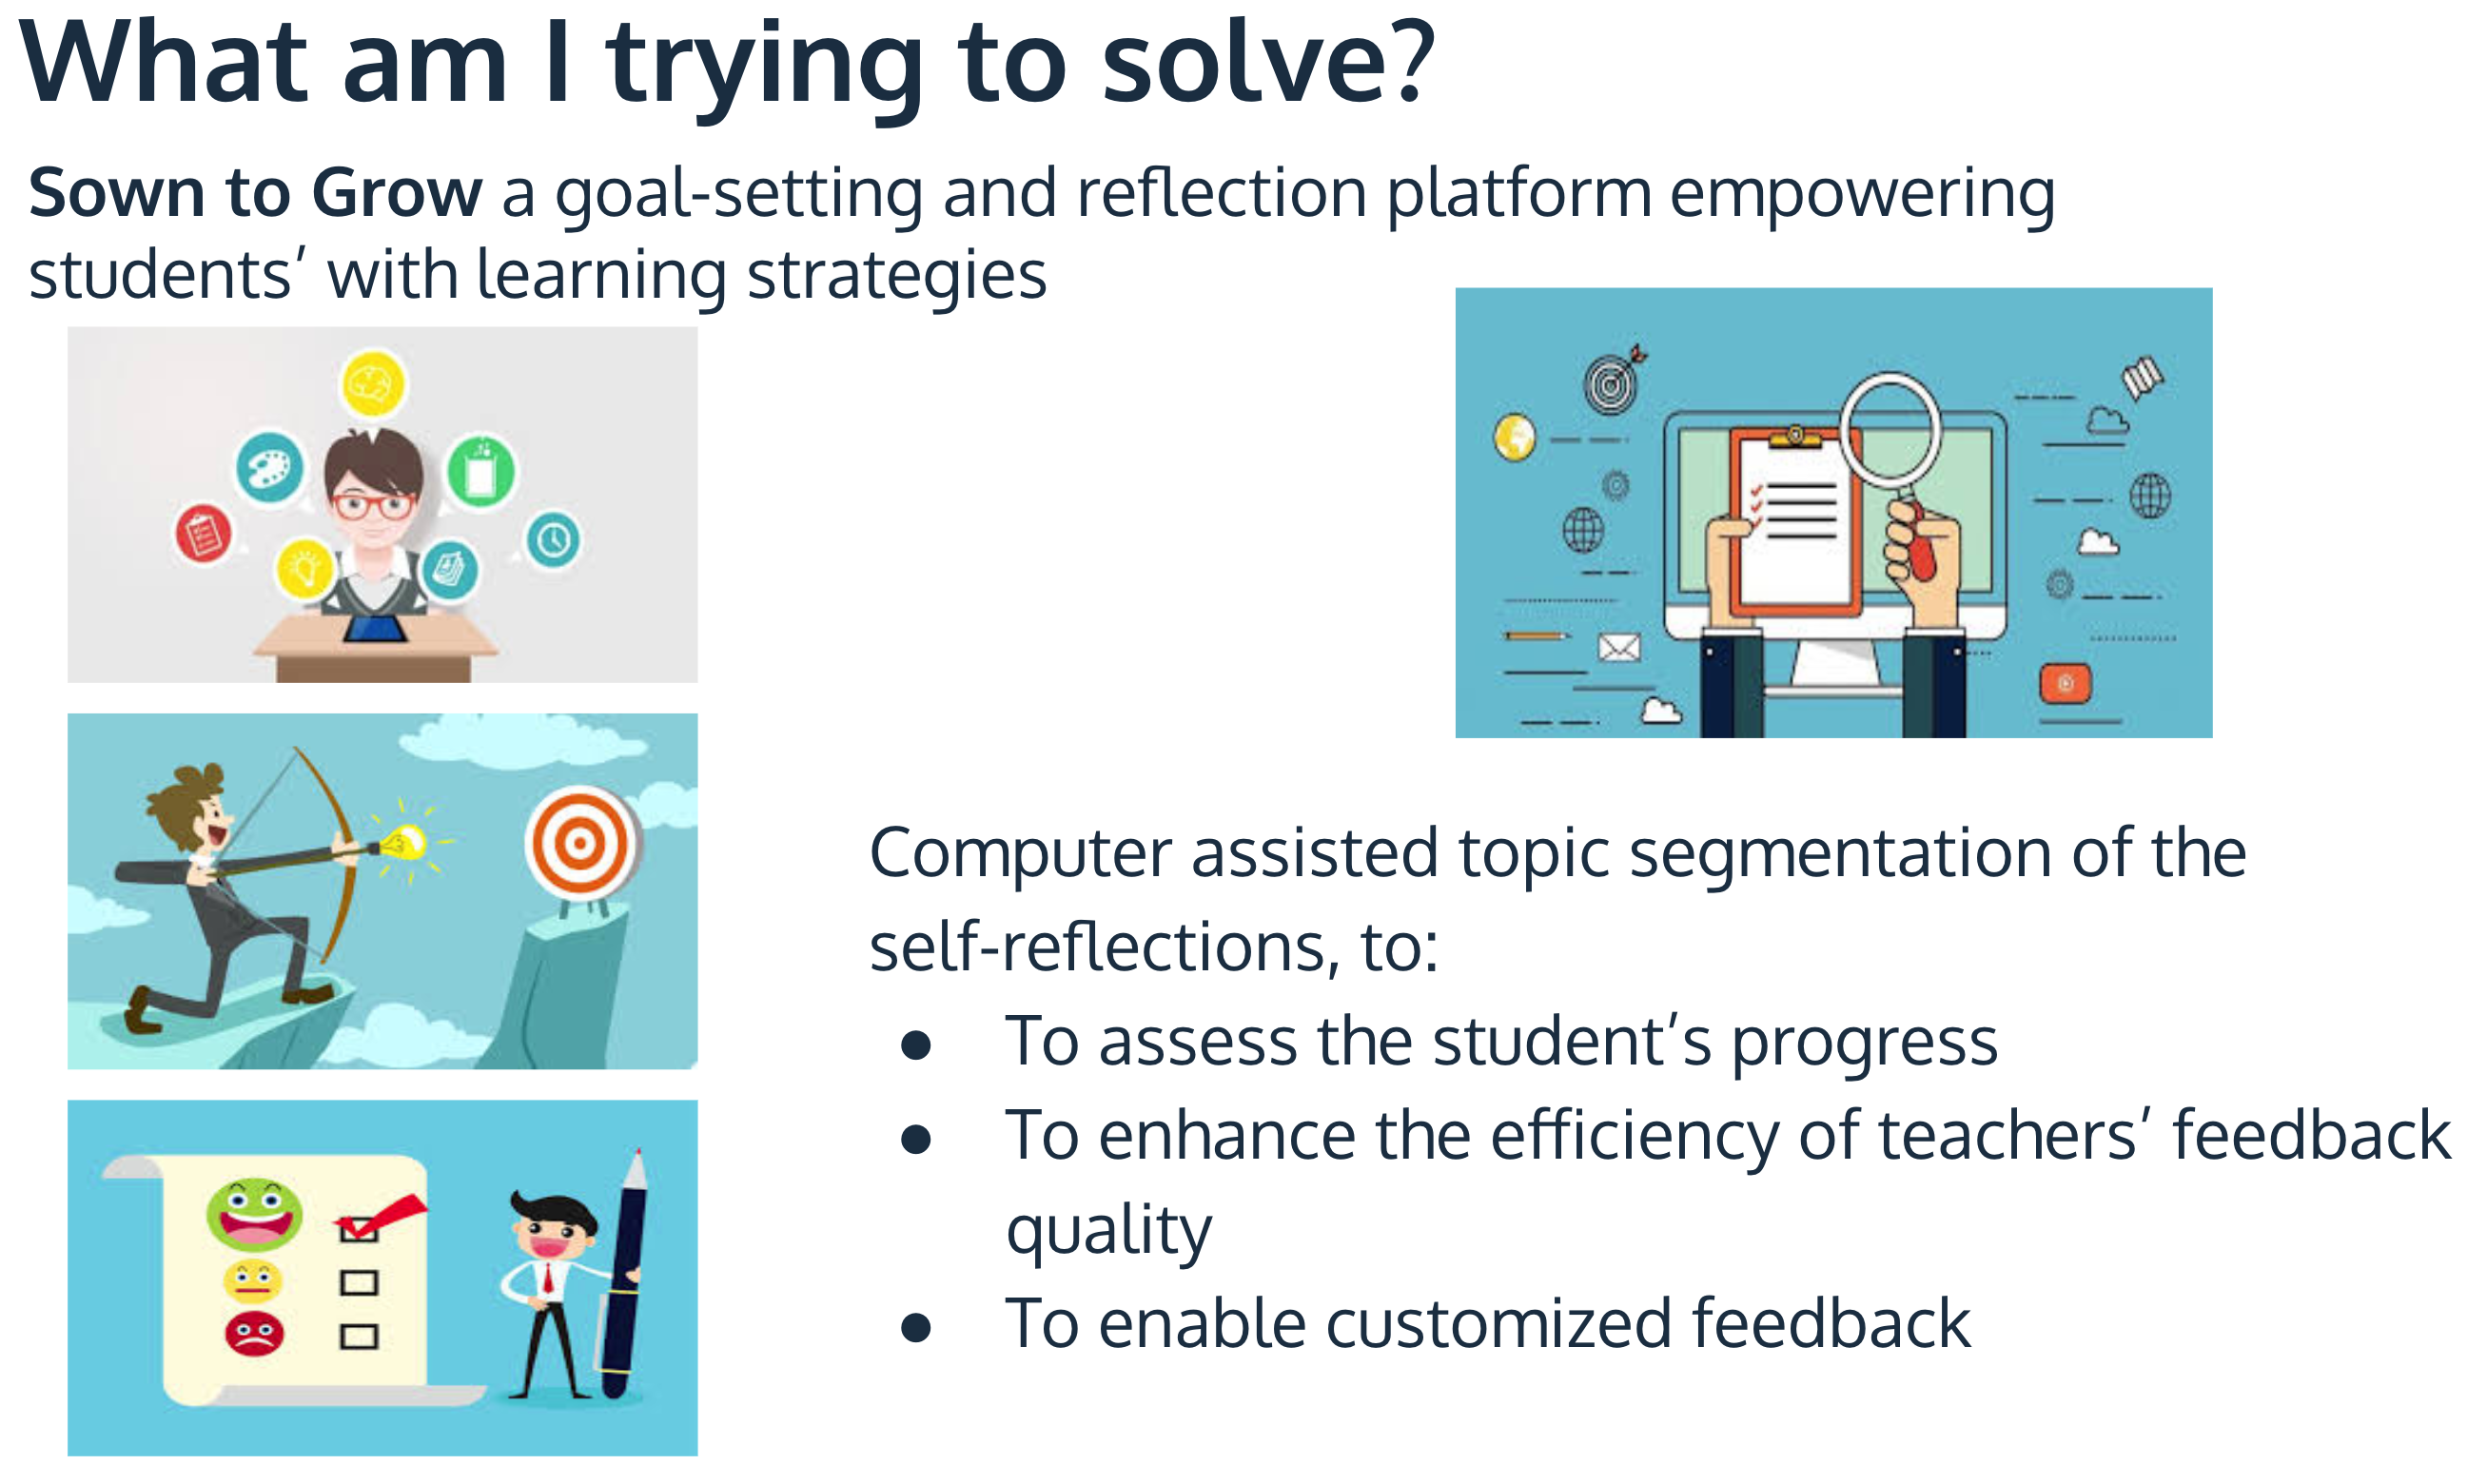 What am I trying to solve?
Sown to Grow a goal-setting and reflection platform empowering
students’ with learning strategies
Computer assisted topic segmentation of the
self-reflections, to:
● To assess the student’s progress
● To enhance the efficiency of teachers’ feedback
quality
● To enable customized feedback